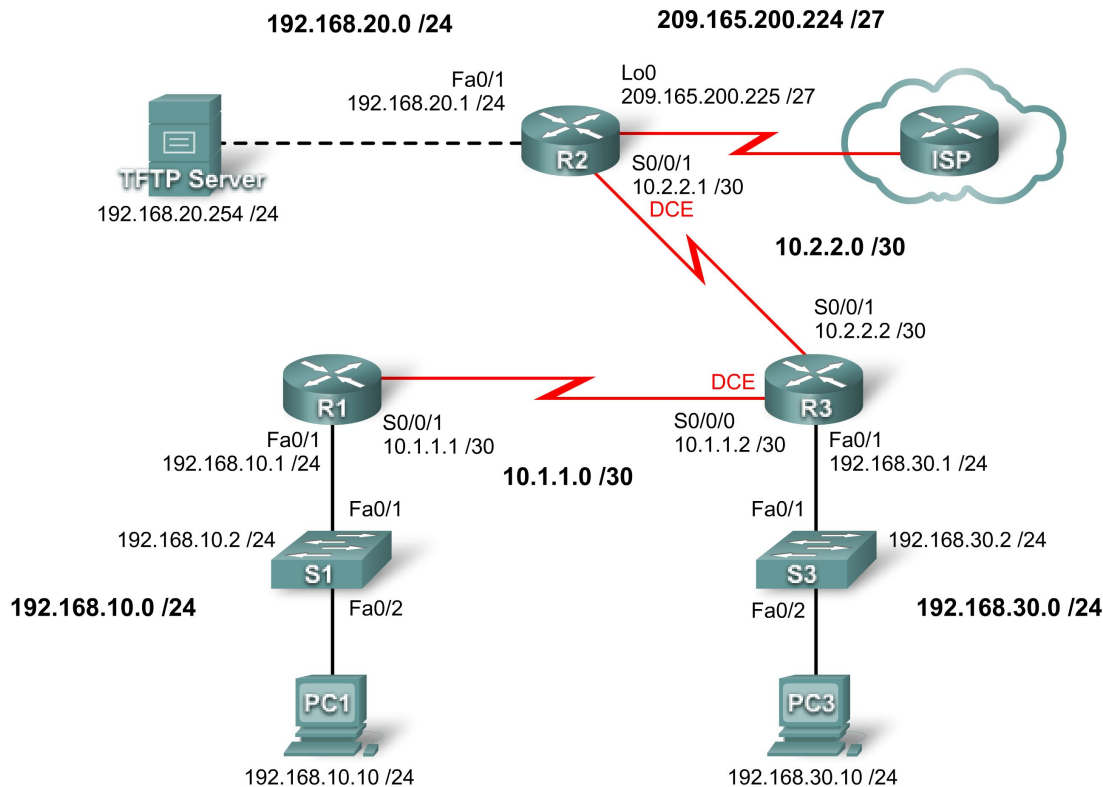 192.168.20.0 /24
209.165.200.224 /27
Fa0/1
192.168.20.1 /24
Lo0
209.165.200.225 /27
TFTP Server
192.168.20.254 /24
R2
ISP
S0/0/1
10.2.2.1 /30
DCE
10.2.2.0 /30
S0/0/1
10.2.2.2 /30
R1
DCE
R3
S0/0/1
10.1.1.1 /30
S0/0/0
10.1.1.2 /30
Fa0/1
192.168.10.1 /24
Fa0/1
192.168.30.1 /24
10.1.1.0 /30
Fa0/1
Fa0/1
192.168.10.2 /24
S1
S3
192.168.30.2 /24
192.168.10.0 /24
Fa0/2
Fa0/2
192.168.30.0 /24
PC1
PC3
192.168.10.10 /24
192.168.30.10 /24